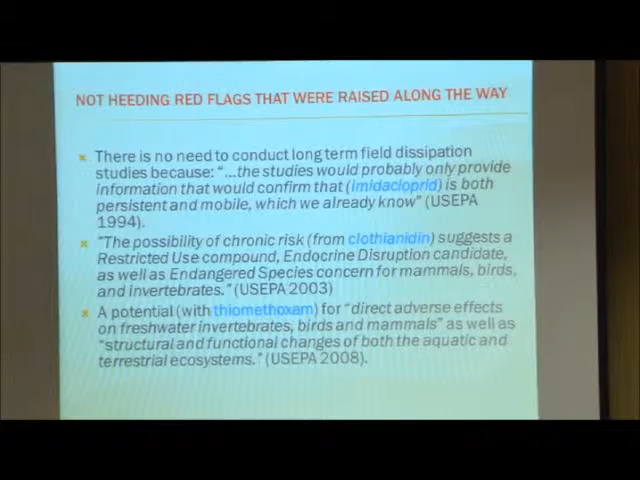 NOT HEEDING RED FLAGS THAT WERE RAISED ALONG THE WAY
There is no need to conduct long term field dissipation
studies because: "…the studies would probably only provide
information that would confirm that (imidacloprid) is both
persistent and mobile, which we already know" (USEPA
1994).
"The possibility of chronic risk (from clothianidin) suggests a
Restricted Use compound, Endocrine Disruption candidate,
as well as Endangered Species concern for mammals, birds,
and invertebrates." (USEPA 2003)
A potential (with thiomethoxam) for "direct adverse effects
on freshwater invertebrates, birds and mammals" as well as
"structural and functional changes of both the aquatic and
terrestrial ecosystems." (USEPA 2008).